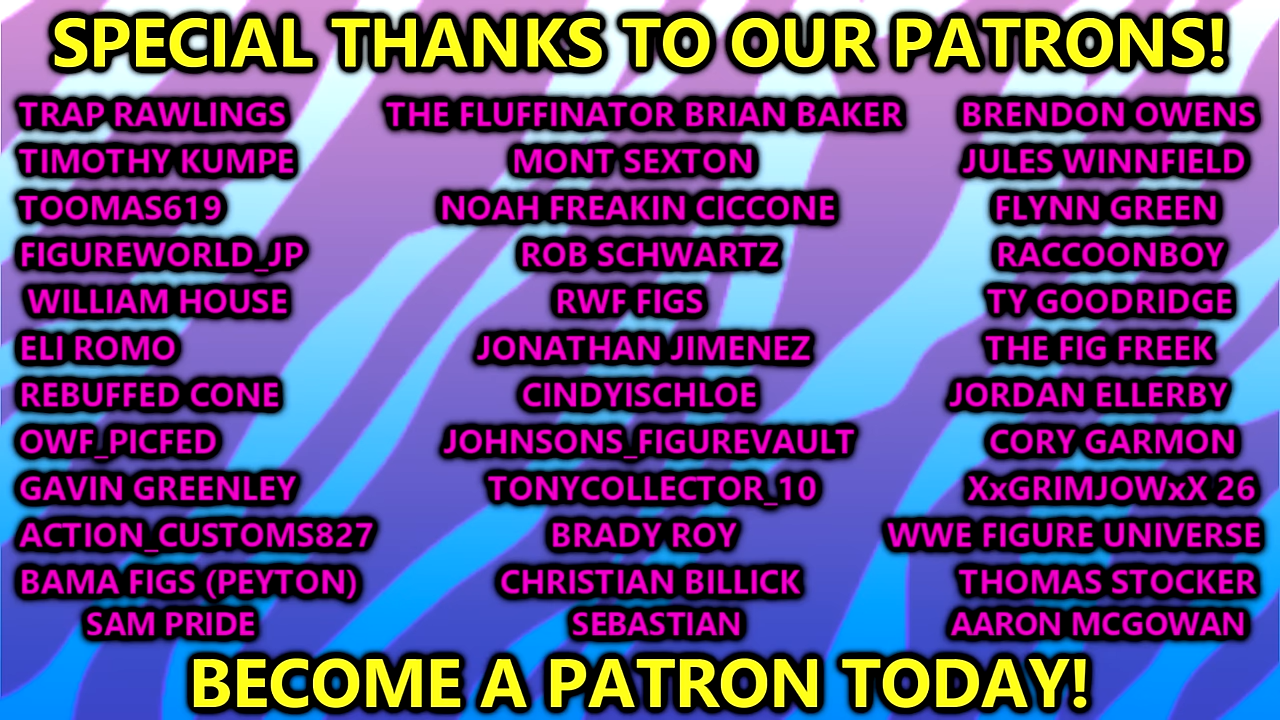 SPECIAL THANKS TO OUR PATRONS!
TRAP RAWLINGS
TIMOTHY KUMPE
TOOMAS619
FIGUREWORLD_JP
WILLIAM HOUSE
ELI ROMO
REBUFFED CONE
OWF_PICFED
GAVIN GREENLEY
ACTION_CUSTOMS827
BAMA FIGS (PEYTON)
SAM PRIDE
THE FLUFFINATOR BRIAN BAKER
MONT SEXTON
NOAH FREAKIN CICCONE
ROB SCHWARTZ
RWF FIGS
JONATHAN JIMENEZ
CINDYISCHLOE
JOHNSONS_FIGUREVAULT
TONYCOLLECTOR_10
BRADY ROY
CHRISTIAN BILLICK
SEBASTIAN
BRENDON OWENS
JULES WINNFIELD
FLYNN GREEN
RACCOONBOY
TY GOODRIDGE
THE FIG FREEK
JORDAN ELLERBY
CORY GARMON
XxGRIMJOWxX 26
WWE FIGURE UNIVERSE
THOMAS STOCKER
AARON MCGOWAN
BECOME A PATRON TODAY!